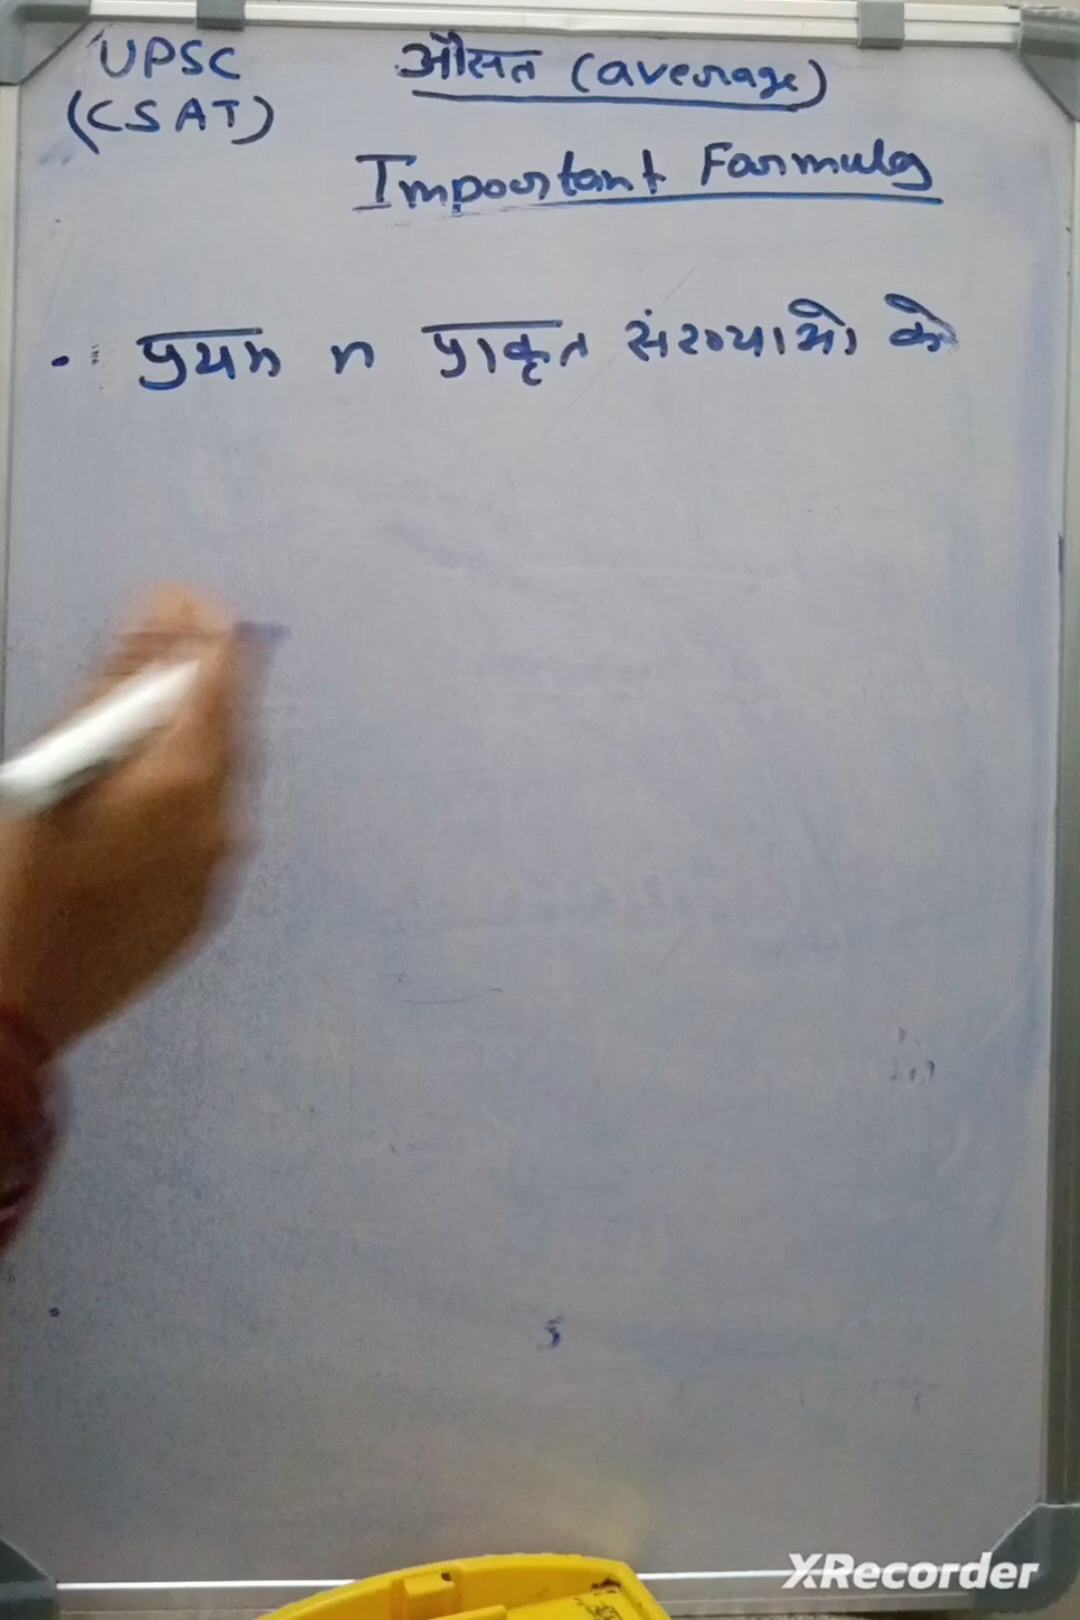 UPSC औसत (average)
(CSAT)
Important Formula
• प्रथम n प्राकृत संख्याओं के
XRecorder